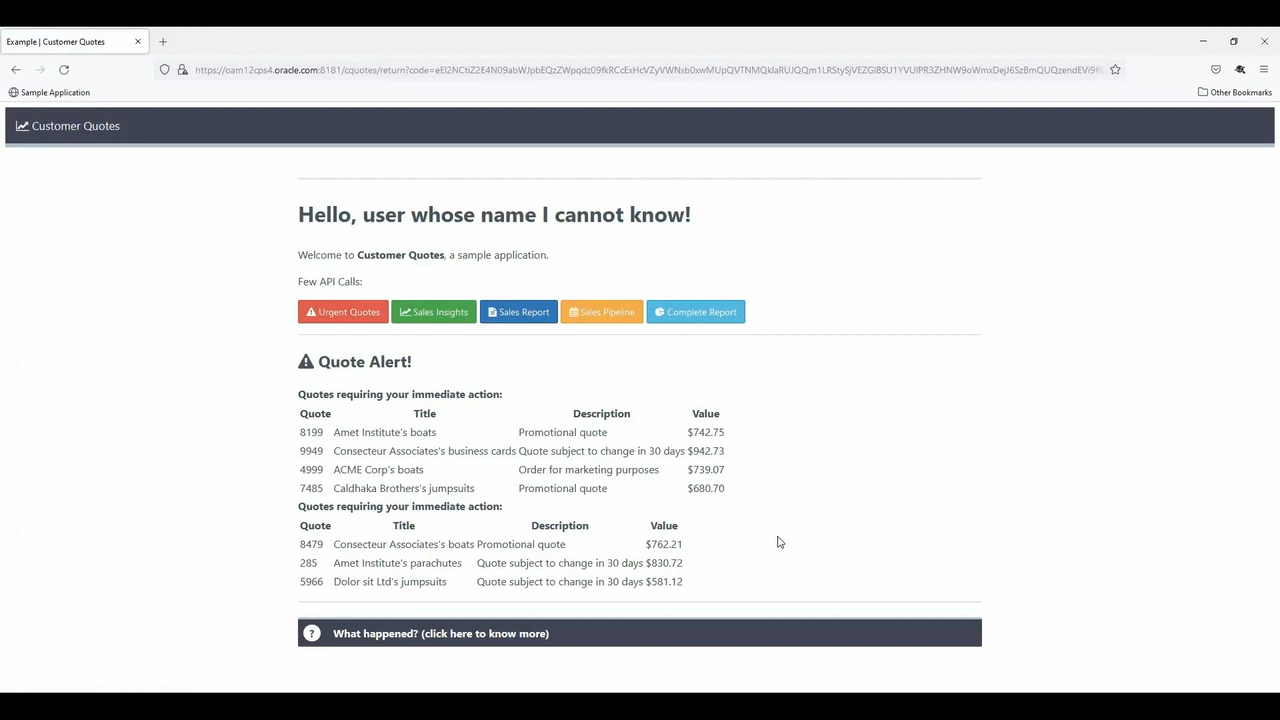 Example | Customer Quotes
Sample Application
Other Bookmarks
Customer Quotes
Hello, user whose name I cannot know!
Welcome to Customer Quotes, a sample application.
Few API Calls:
Urgent Quotes Sales Insights Sales Report Sales Pipeline Complete Report
Quote Alert!
Quotes requiring your immediate action:
Quote Title Description Value
8199 Amet Institute's boats Promotional quote $742.75
9949 Consecteur Associates's business cards Quote subject to change in 30 days $942.73
4999 ACME Corp's boats Order for marketing purposes $739.07
7485 Caldhaka Brothers's jumpsuits Promotional quote $680.70
Quotes requiring your immediate action:
Quote Title Description Value
8479 Consecteur Associates's boats Promotional quote $762.21
285 Amet Institute's parachutes Quote subject to change in 30 days $830.72
5966 Dolor sit Ltd's jumpsuits Quote subject to change in 30 days $581.12
? What happened? (click here to know more)